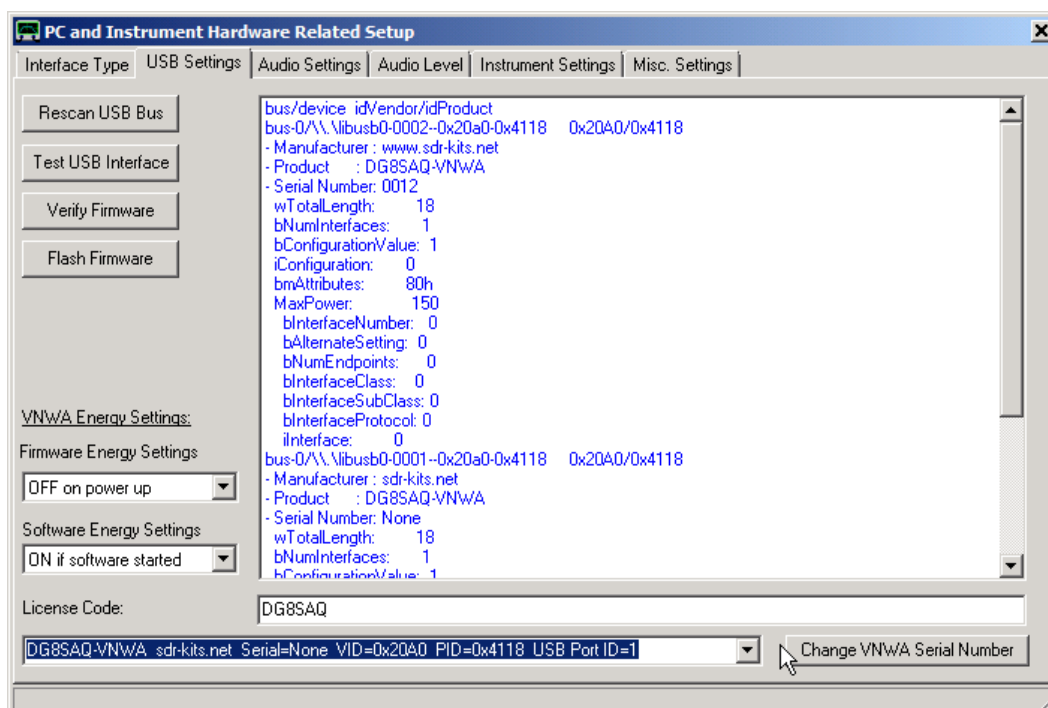 PC and Instrument Hardware Related Setup
Interface Type USB Settings Audio Settings Audio Level Instrument Settings Misc. Settings
Rescan USB Bus
Test USB Interface
Verify Firmware
Flash Firmware
bus/device idVendor/idProduct
bus-0/\\.\libusb0-0002--0x20a0-0x4118 0x20A0/0x4118
- Manufacturer : www.sdr-kits.net
- Product : DG8SAQ-VNWA
- Serial Number: 0012
wTotalLength: 18
bNumInterfaces: 1
bConfigurationValue: 1
iConfiguration: 0
bmAttributes: 80h
MaxPower: 150
bInterfaceNumber: 0
bAlternateSetting: 0
bNumEndpoints: 0
bInterfaceClass: 0
bInterfaceSubClass: 0
bInterfaceProtocol: 0
iInterface: 0
bus-0/\\.\libusb0-0001--0x20a0-0x4118 0x20A0/0x4118
- Manufacturer : sdr-kits.net
- Product : DG8SAQ-VNWA
- Serial Number: None
wTotalLength: 18
bNumInterfaces: 1
bConfigurationValue: 1
VNWA Energy Settings:
Firmware Energy Settings
OFF on power up
Software Energy Settings
ON if software started
License Code:
DG8SAQ
DG8SAQ-VNWA sdr-kits.net Serial=None VID=0x20A0 PID=0x4118 USB Port ID=1
Change VNWA Serial Number